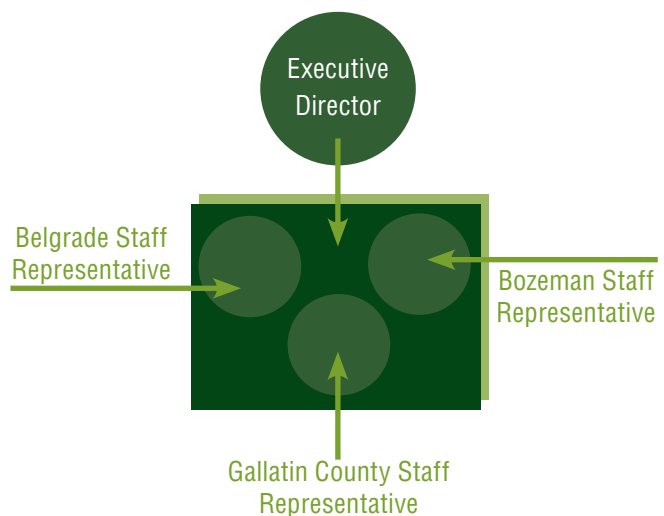 Executive
Director
Belgrade Staff
Representative
Bozeman Staff
Representative
Gallatin County Staff
Representative